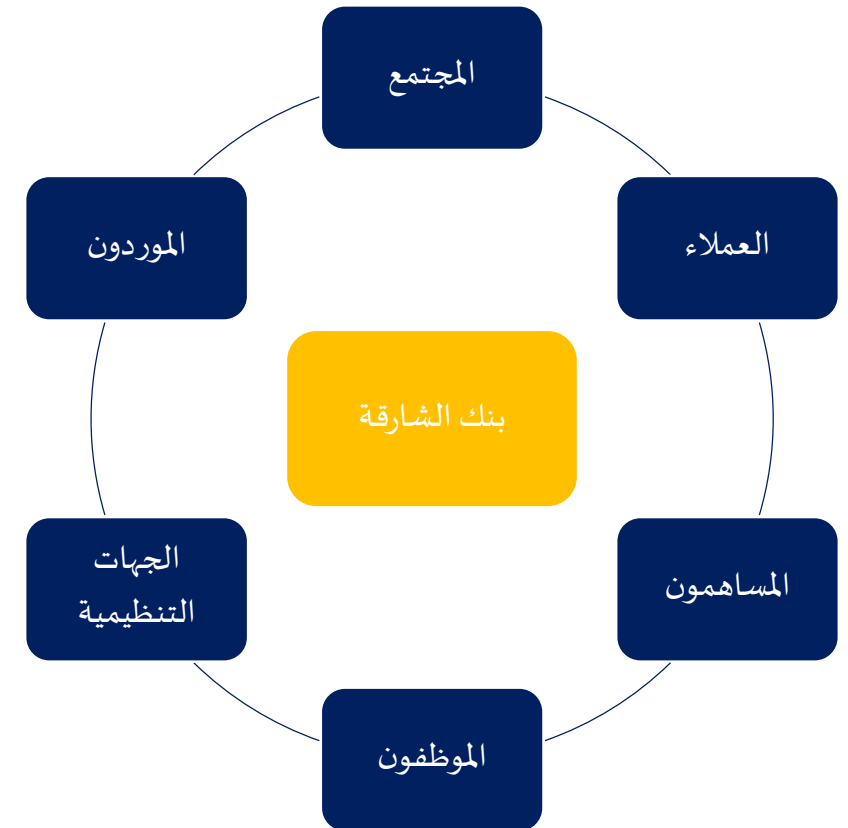 المجتمع
العملاء
الموردون
بنك الشارقة
المساهمون
الجهات
التنظيمية
الموظفون